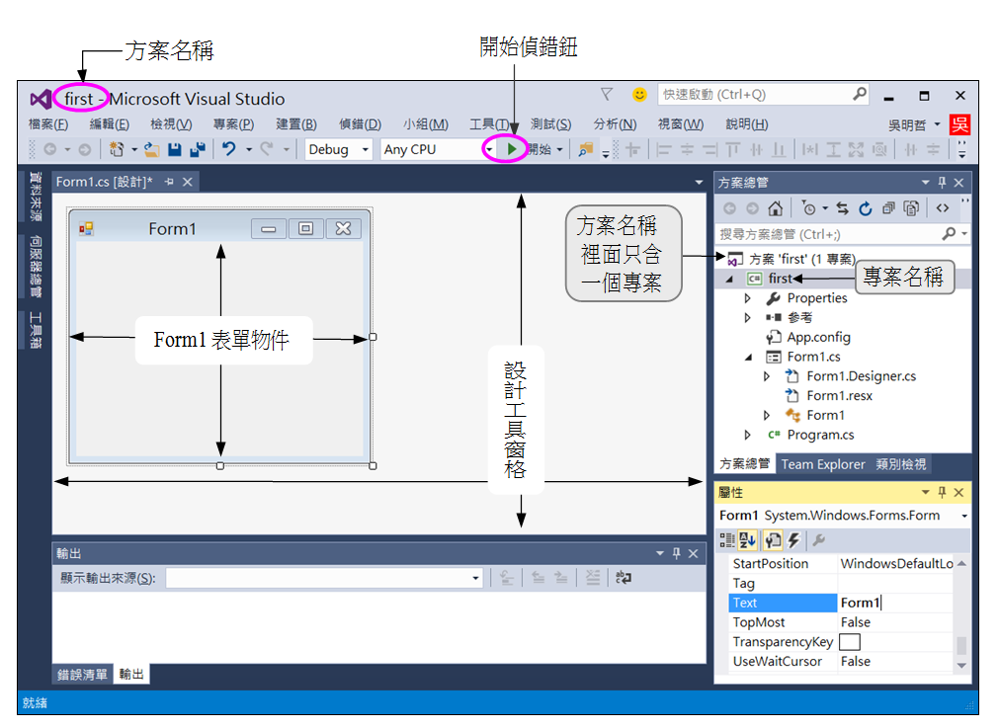 方案名稱
開始偵錯鈕
first - Microsoft Visual Studio
快速啟動 (Ctrl+Q)
檔案(F) 編輯(E) 檢視(V) 專案(P) 建置(B) 偵錯(D) 小組(M) 工具(T) 測試(S) 分析(N) 視窗(W) 說明(H)
吳明哲 吳
Debug Any CPU 開始
資料來源
伺服器總管
工具箱
Form1.cs [設計]*
Form1
Form1 表單物件
設計工具窗格
方案名稱
裡面只含
一個專案
方案總管
搜尋方案總管 (Ctrl+;)
方案 'first' (1 專案)
first
專案名稱
Properties
參考
App.config
Form1.cs
Form1.Designer.cs
Form1.resx
Form1
C# Program.cs
方案總管 Team Explorer 類別檢視
屬性
Form1 System.Windows.Forms.Form
StartPosition WindowsDefaultLo
Tag
Text Form1
TopMost False
TransparencyKey
UseWaitCursor False
輸出
顯示輸出來源(S):
錯誤清單 輸出
就緒